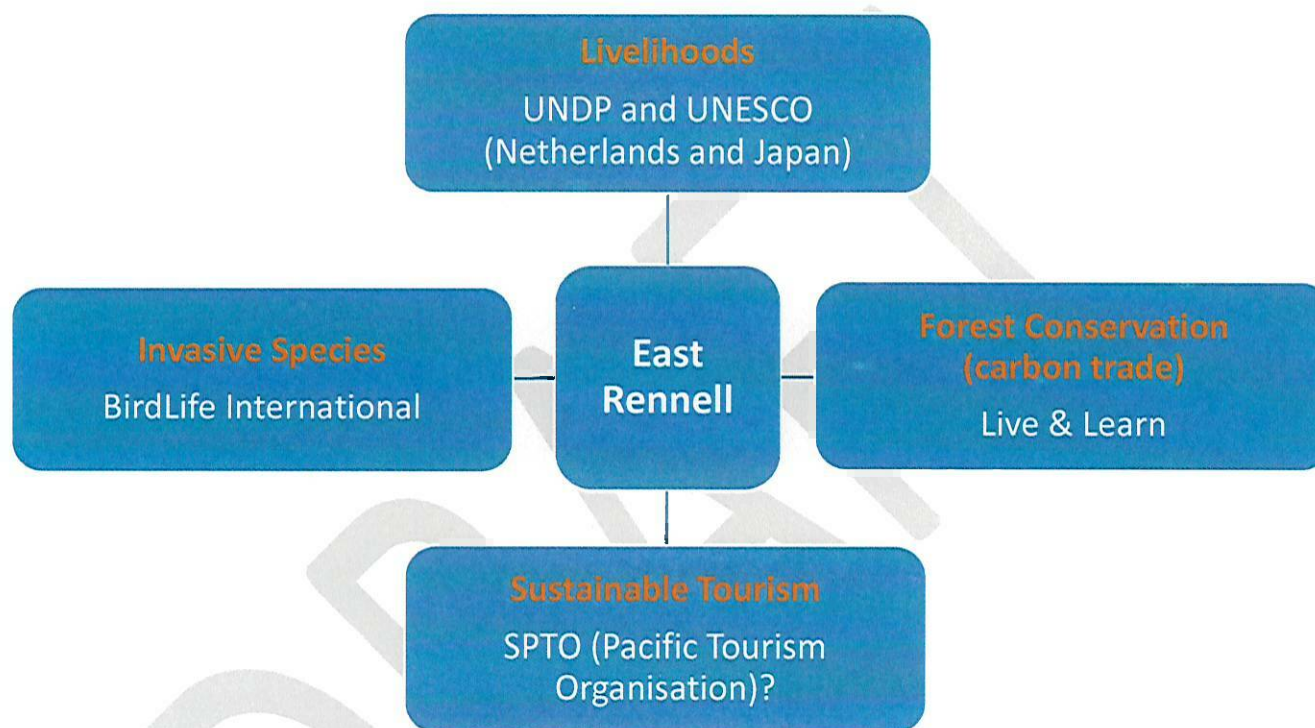 Livelihoods
UNDP and UNESCO
(Netherlands and Japan)
Invasive Species
BirdLife International
East
Rennell
Forest Conservation
(carbon trade)
Live & Learn
Sustainable Tourism
SPTO (Pacific Tourism
Organisation)?